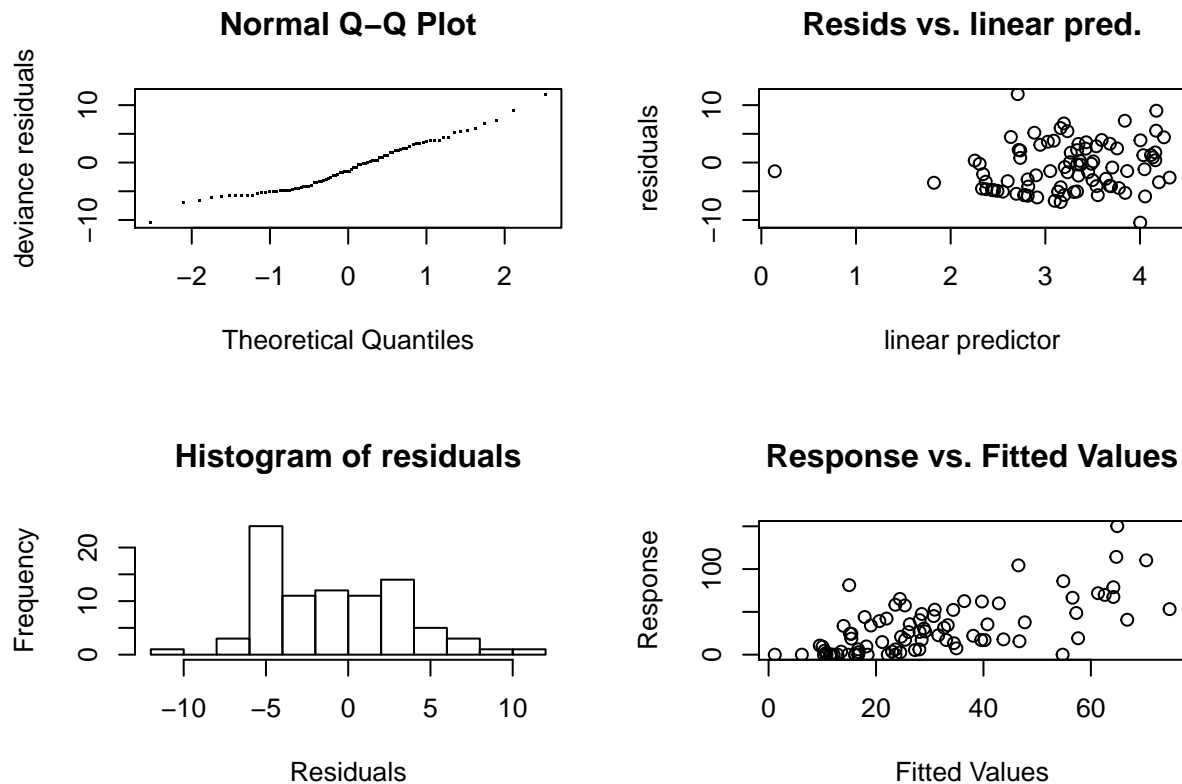 Normal Q−Q Plot
deviance residuals
−10 0 10
−2 −1 0 1 2
Theoretical Quantiles
Resids vs. linear pred.
residuals
−10 0 10
0 1 2 3 4
linear predictor
Histogram of residuals
Frequency
0 10 20
−10 −5 0 5 10
Residuals
Response vs. Fitted Values
Response
0 100
0 20 40 60
Fitted Values